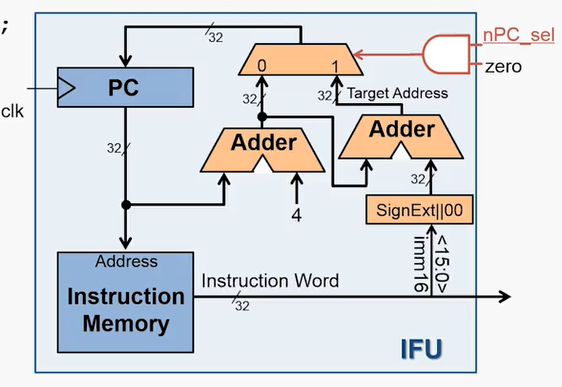 ;
32
nPC_sel
0 1
zero
PC
clk
32
32
Target Address
Adder
Adder
32
32
4
SignExt||00
Address
Instruction
Memory
Instruction Word
32
<15:0>
imm16
IFU